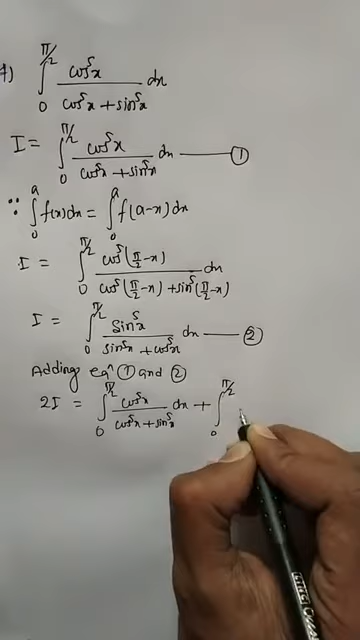 7) ∫₀^{π/2} cos⁵x / (cos⁵x + sin⁵x) dx
I = ∫₀^{π/2} cos⁵x / (cos⁵x + sin⁵x) dx —— ①
∵ ∫₀^a f(x)dx = ∫₀^a f(a-x)dx
I = ∫₀^{π/2} cos⁵(π/2-x) / (cos⁵(π/2-x) + sin⁵(π/2-x)) dx
I = ∫₀^{π/2} Sin⁵x / (sin⁵x + cos⁵x) dx —— ②
Adding eqⁿ ① and ②
2I = ∫₀^{π/2} cos⁵x / (cos⁵x + sin⁵x) dx + ∫₀^{π/2}